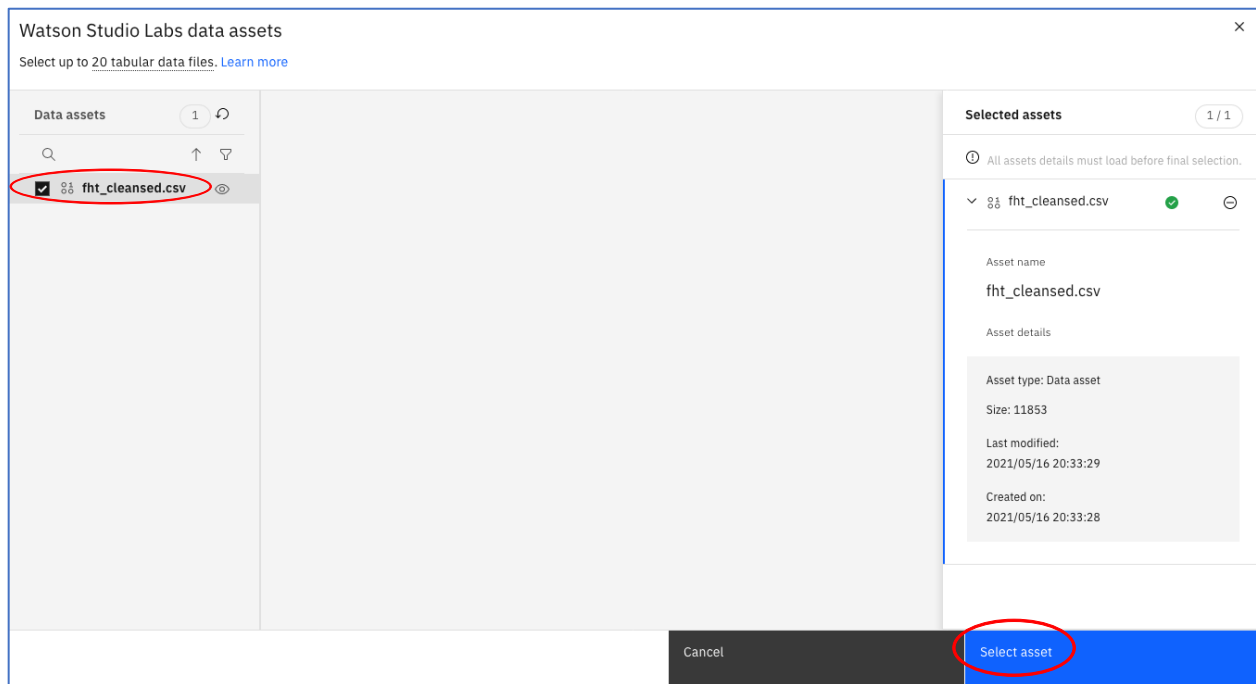 Watson Studio Labs data assets
Select up to 20 tabular data files. Learn more
Data assets 1
fht_cleansed.csv
Selected assets 1 / 1
All assets details must load before final selection.
fht_cleansed.csv
Asset name
fht_cleansed.csv
Asset details
Asset type: Data asset
Size: 11853
Last modified:
2021/05/16 20:33:29
Created on:
2021/05/16 20:33:28
Cancel
Select asset